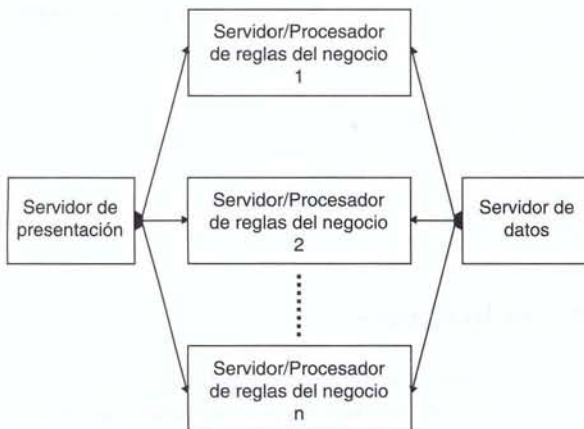 Servidor/Procesador
de reglas del negocio
1
Servidor de
presentación
Servidor/Procesador
de reglas del negocio
2
Servidor de
datos
Servidor/Procesador
de reglas del negocio
n